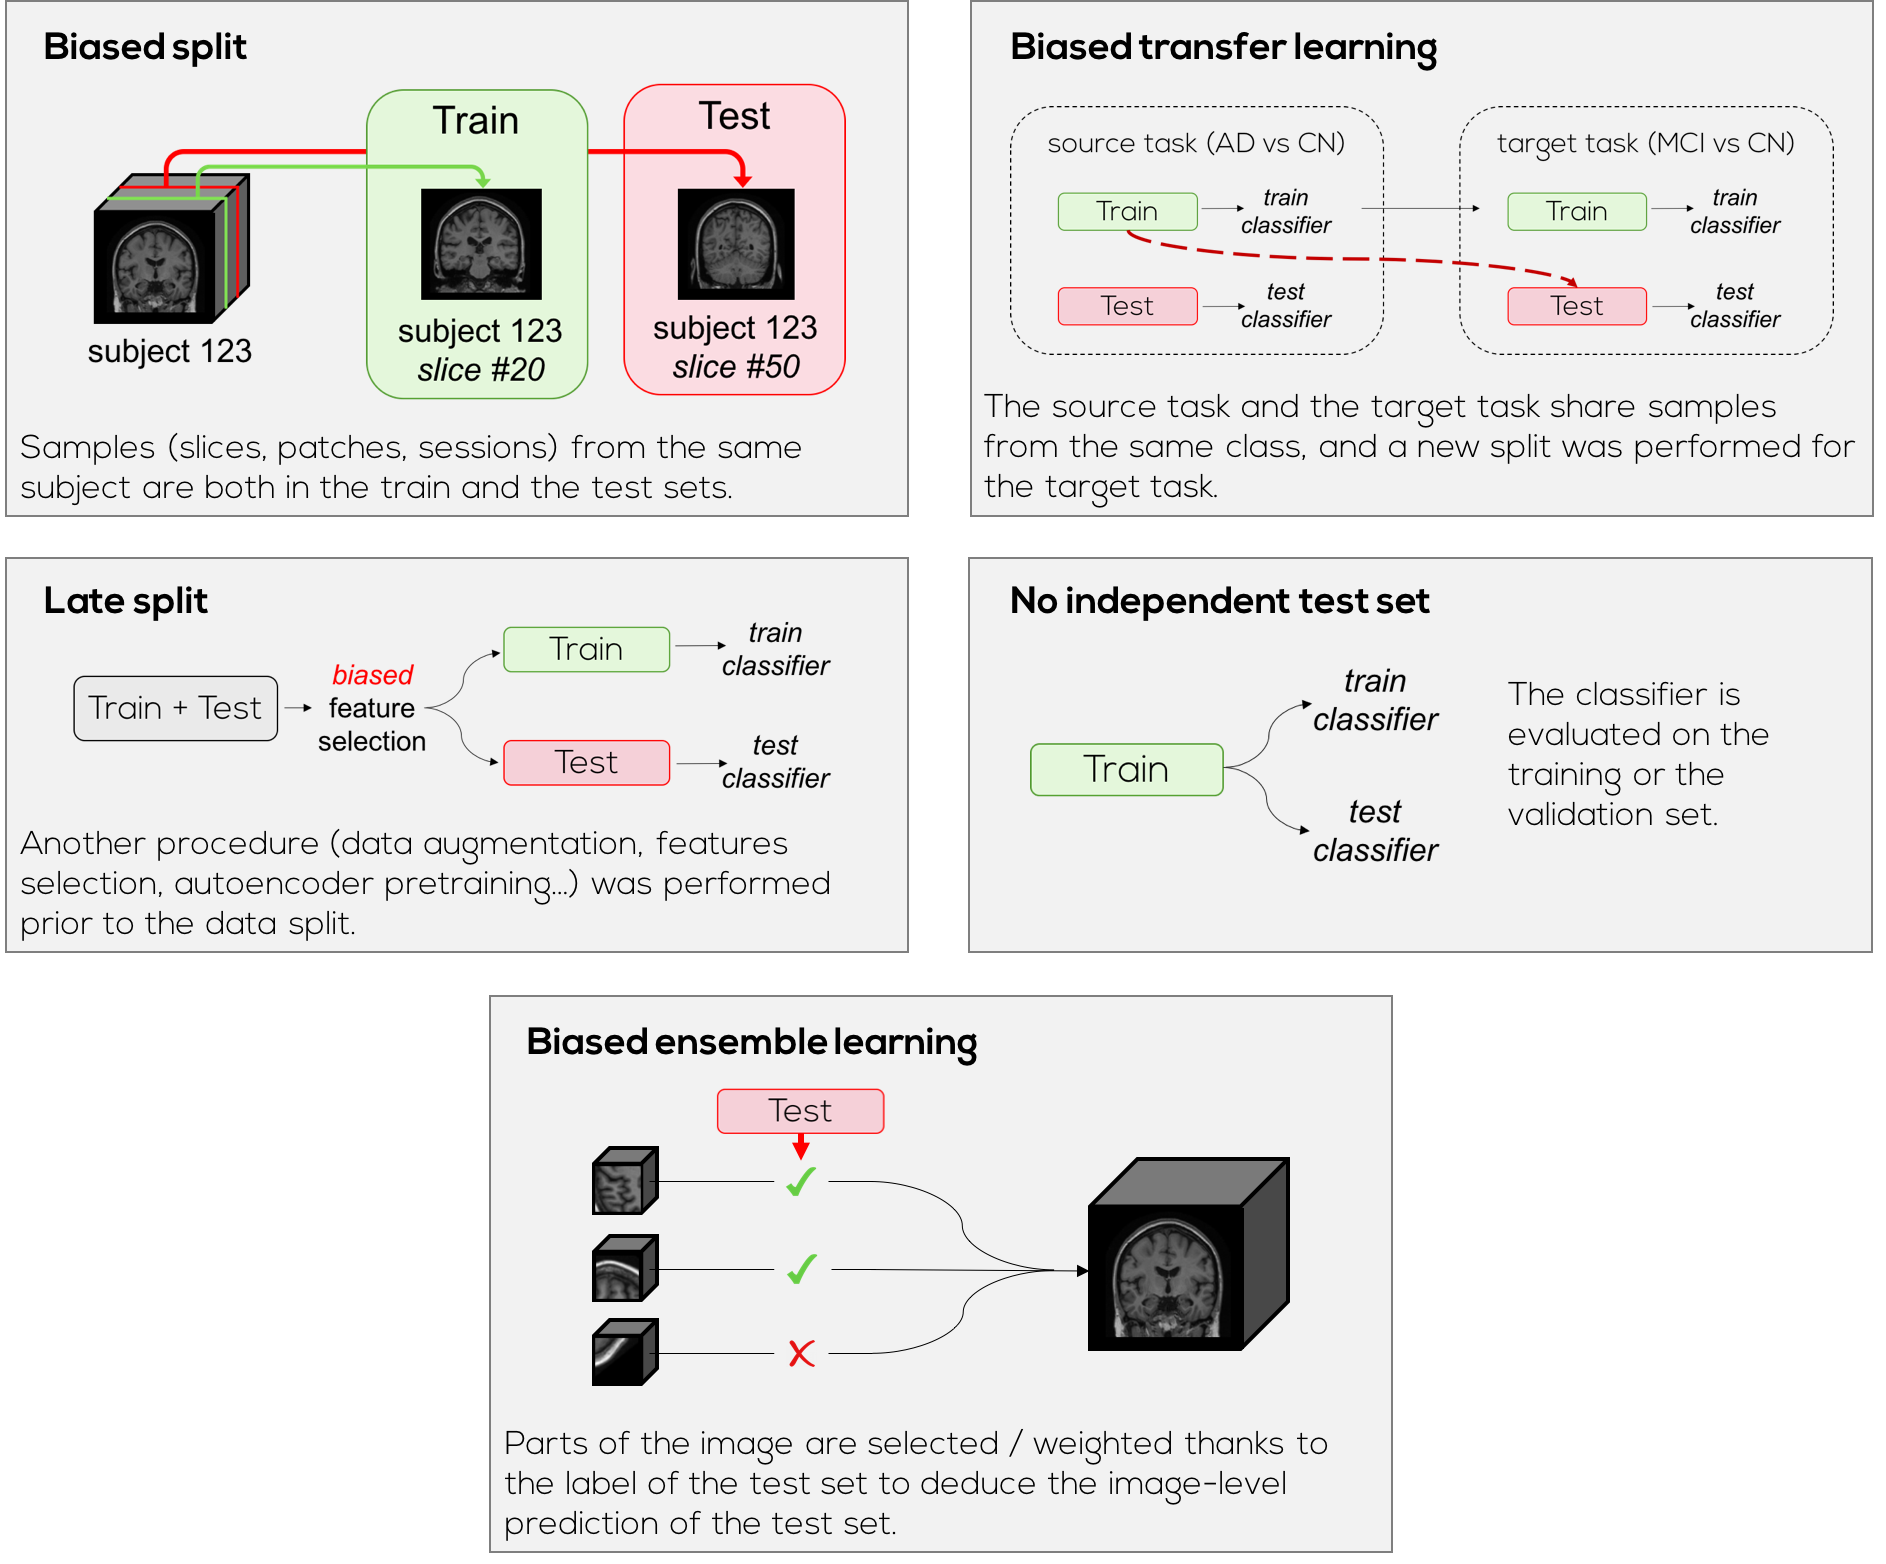 Biased split
Train
Test
subject 123
subject 123
slice #20
subject 123
slice #50
Samples (slices, patches, sessions) from the same
subject are both in the train and the test sets.
Biased transfer learning
source task (AD vs CN)
Train
train
classifier
Test
test
classifier
target task (MCI vs CN)
Train
train
classifier
Test
test
classifier
The source task and the target task share samples
from the same class, and a new split was performed for
the target task.
Late split
Train + Test
biased
feature
selection
Train
train
classifier
Test
test
classifier
Another procedure (data augmentation, features
selection, autoencoder pretraining...) was performed
prior to the data split.
No independent test set
Train
train
classifier
test
classifier
The classifier is
evaluated on the
training or the
validation set.
Biased ensemble learning
Test
Parts of the image are selected / weighted thanks to
the label of the test set to deduce the image-level
prediction of the test set.